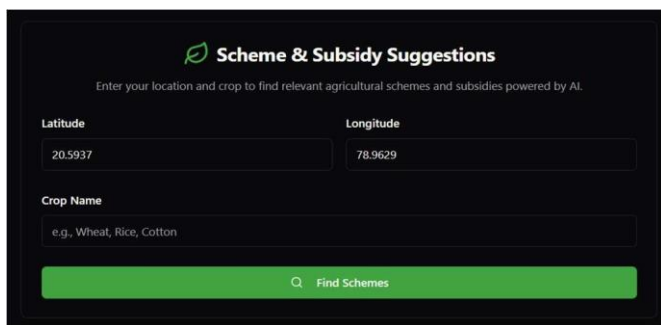 Scheme & Subsidy Suggestions
Enter your location and crop to find relevant agricultural schemes and subsidies powered by AI.
Latitude
Longitude
20.5937
78.9629
Crop Name
e.g., Wheat, Rice, Cotton
Find Schemes